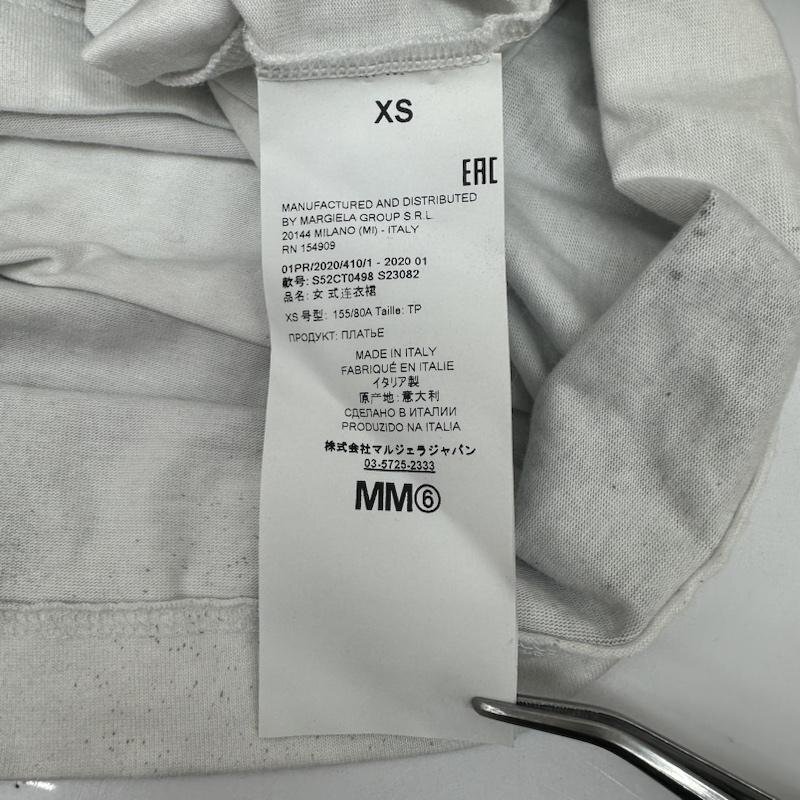 XS
EAC
MANUFACTURED AND DISTRIBUTED
BY MARGIELA GROUP S.R.L.
20144 MILANO (MI) - ITALY
RN 154909
01PR/2020/410/1 - 2020 01
款号: S52CT0498 S23082
品名: 女式连衣裙
XS 号型: 155/80A Taille: TP
ПРОДУКТ: ПЛАТЬЕ
MADE IN ITALY
FABRIQUÉ EN ITALIE
イタリア製
原产地: 意大利
СДЕЛАНО В ИТАЛИИ
PRODUZIDO NA ITALIA
株式会社マルジェラジャパン
03-5725-2333
MM⑥